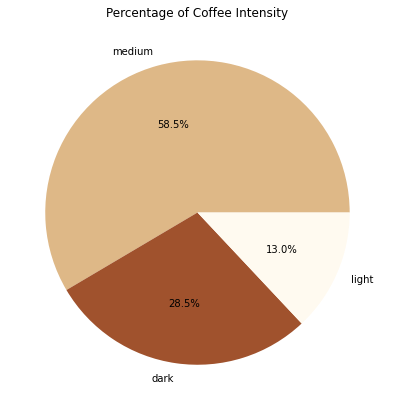 Percentage of Coffee Intensity
medium
58.5%
13.0%
light
28.5%
dark